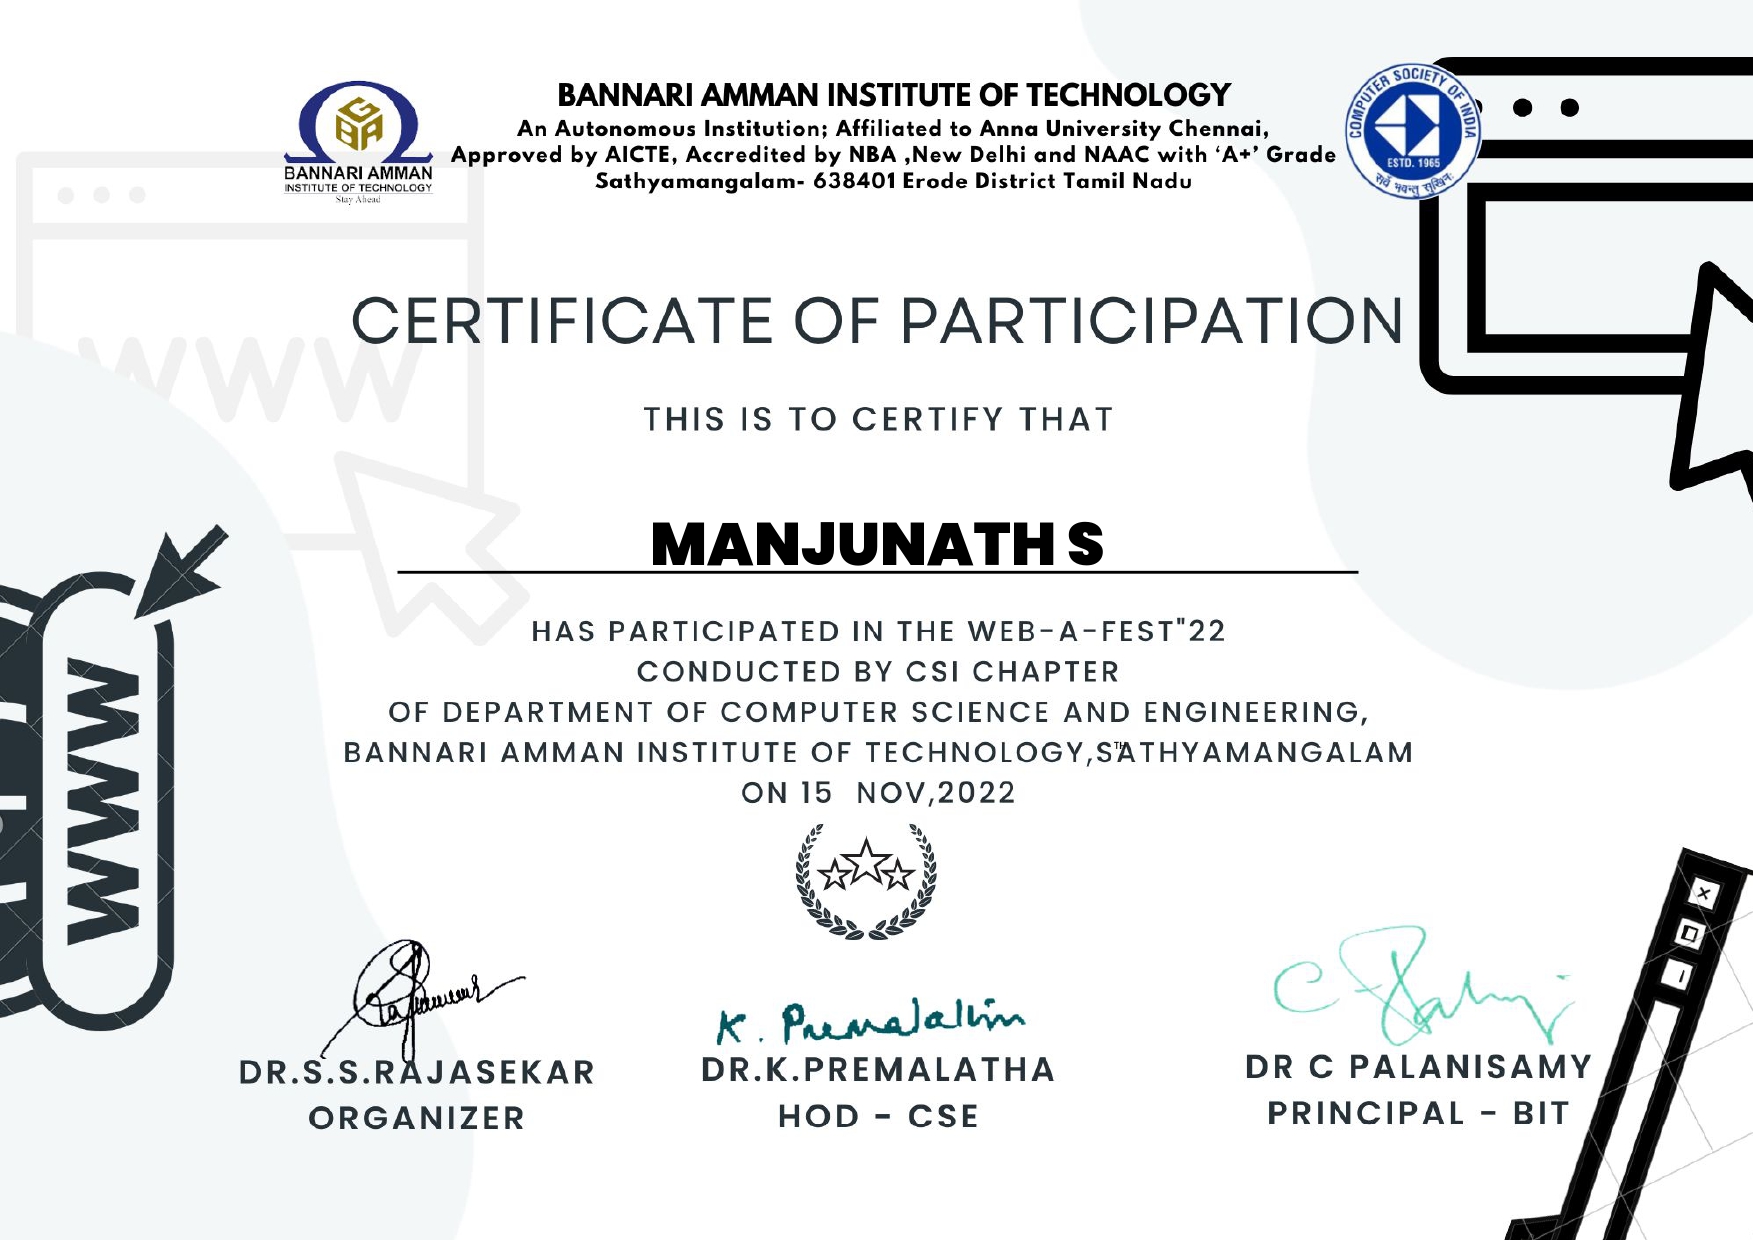 BANNARI AMMAN INSTITUTE OF TECHNOLOGY
An Autonomous Institution; Affiliated to Anna University Chennai,
Approved by AICTE, Accredited by NBA ,New Delhi and NAAC with ‘A+’ Grade
Sathyamangalam- 638401 Erode District Tamil Nadu
BANNARI AMMAN
INSTITUTE OF TECHNOLOGY
Stay Ahead
COMPUTER SOCIETY OF INDIA
ESTD. 1965
सर्वे भवन्तु सुखिनः
WWW
CERTIFICATE OF PARTICIPATION
THIS IS TO CERTIFY THAT
MANJUNATH S
HAS PARTICIPATED IN THE WEB-A-FEST"22
CONDUCTED BY CSI CHAPTER
OF DEPARTMENT OF COMPUTER SCIENCE AND ENGINEERING,
BANNARI AMMAN INSTITUTE OF TECHNOLOGY,SATHYAMANGALAM
TH
ON 15 NOV,2022
WWW
K. Premalatha
DR.S.S.RAJASEKAR
ORGANIZER
DR.K.PREMALATHA
HOD - CSE
DR C PALANISAMY
PRINCIPAL - BIT